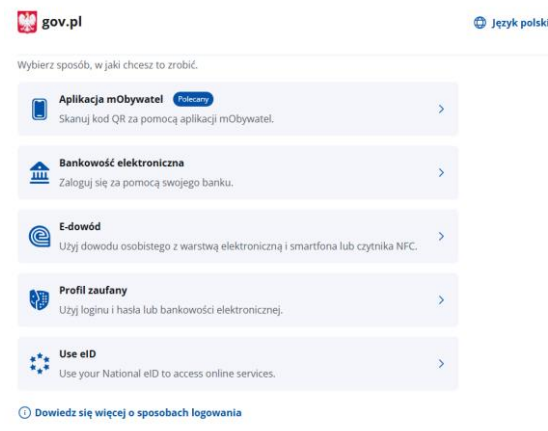 gov.pl
Język polski
Wybierz sposób, w jaki chcesz to zrobić.
Aplikacja mObywatel Polecany
Skanuj kod QR za pomocą aplikacji mObywatel.
Bankowość elektroniczna
Zaloguj się za pomocą swojego banku.
E-dowód
Użyj dowodu osobistego z warstwą elektroniczną i smartfona lub czytnika NFC.
Profil zaufany
Użyj loginu i hasła lub bankowości elektronicznej.
Use eID
Use your National eID to access online services.
Dowiedz się więcej o sposobach logowania